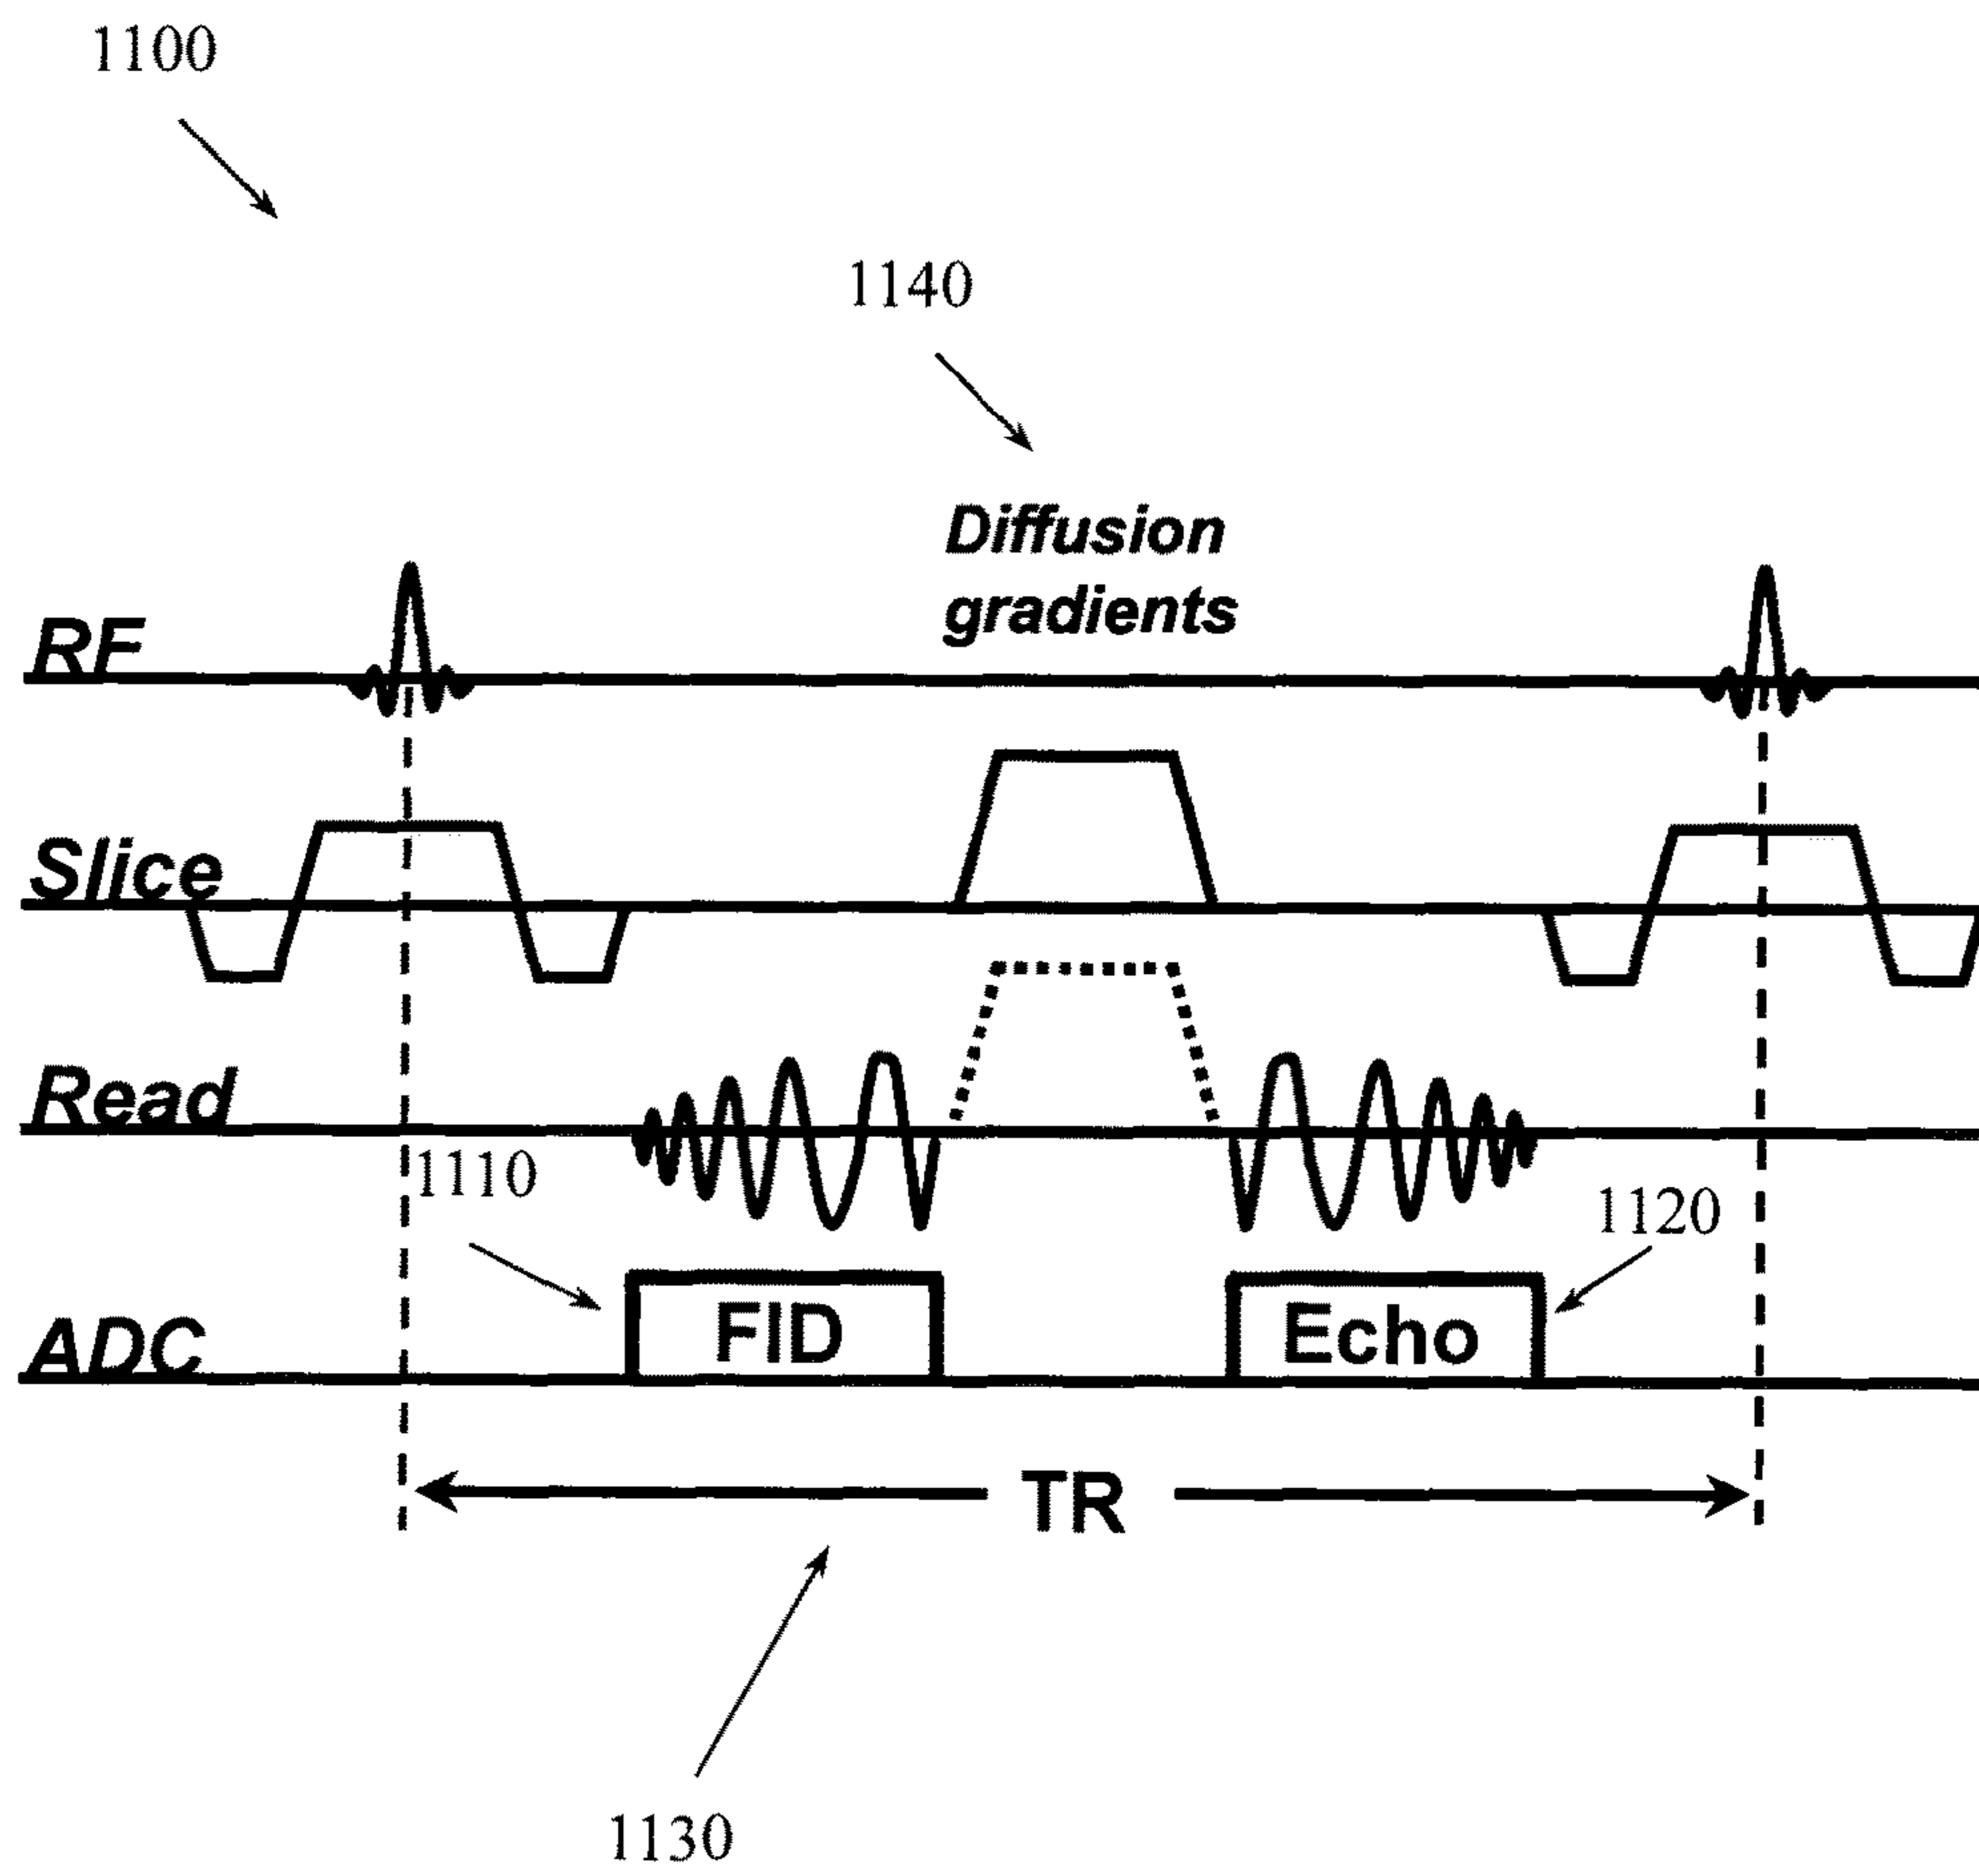 1100
1140
Diffusion
gradients
RF
Slice
Read
1110
1120
ADC
FID
Echo
TR
1130